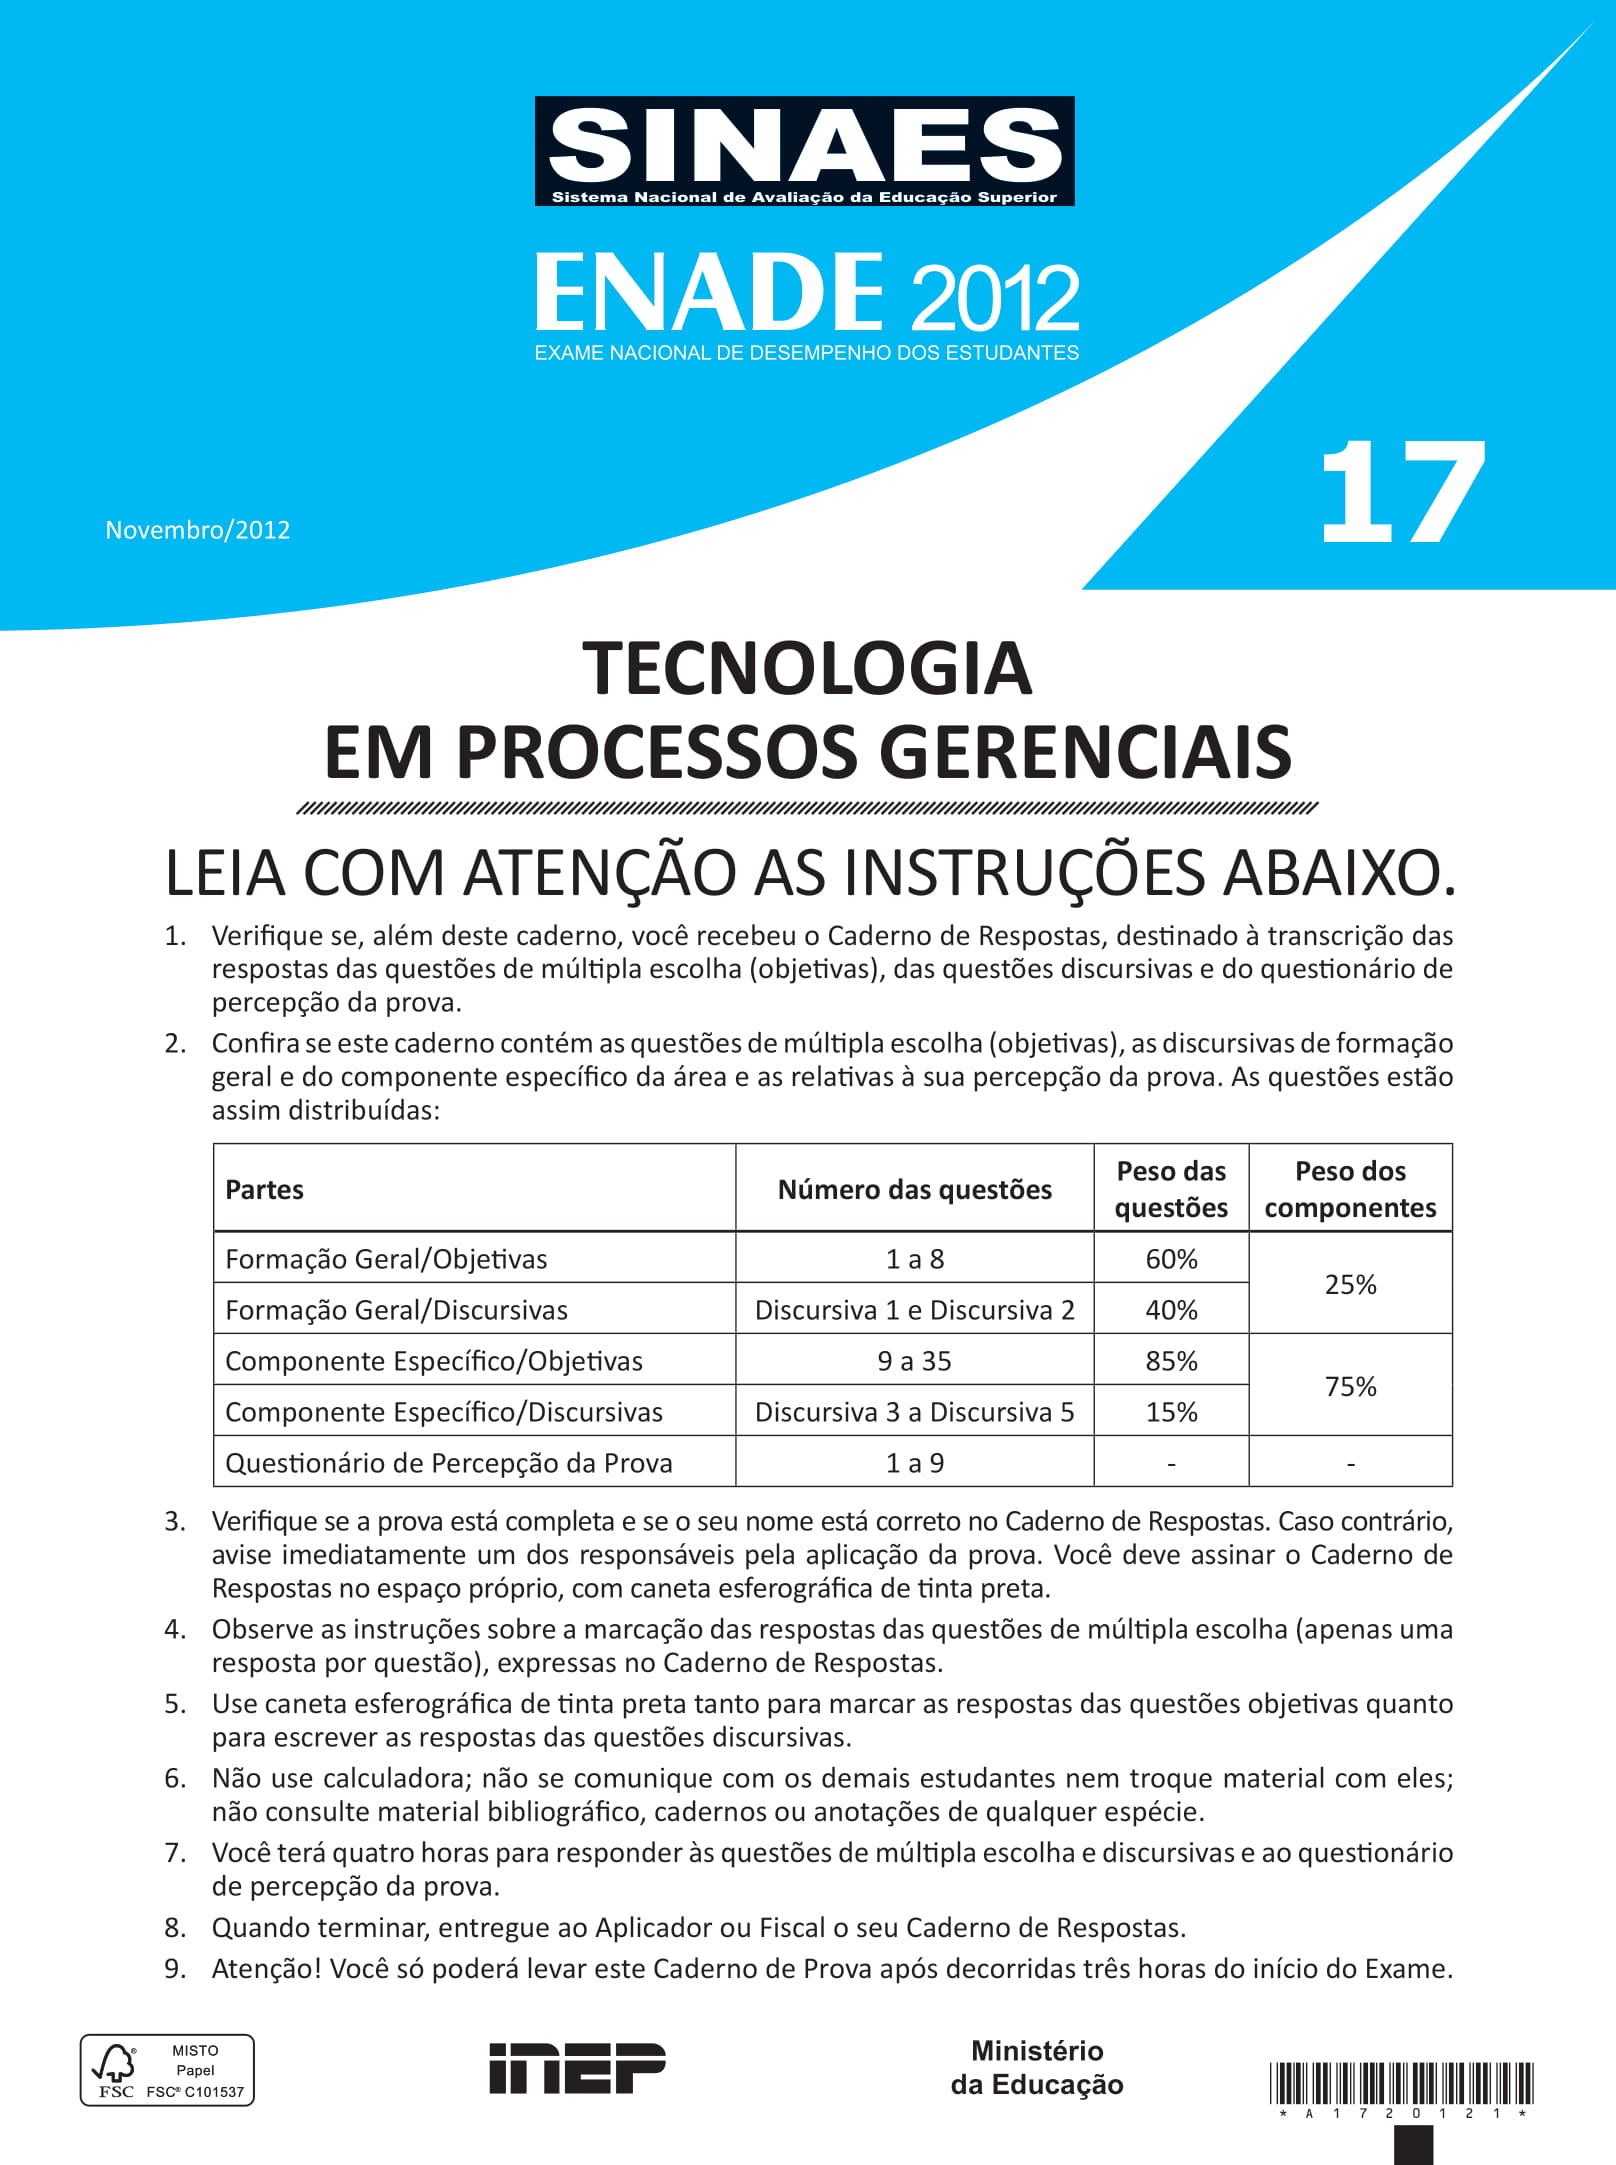 SINAES
Sistema Nacional de Avaliação da Educação Superior
ENADE 2012
EXAME NACIONAL DE DESEMPENHO DOS ESTUDANTES
17
Novembro/2012
TECNOLOGIA
EM PROCESSOS GERENCIAIS
LEIA COM ATENÇÃO AS INSTRUÇÕES ABAIXO.
1. Verifique se, além deste caderno, você recebeu o Caderno de Respostas, destinado à transcrição das
respostas das questões de múltipla escolha (objetivas), das questões discursivas e do questionário de
percepção da prova.
2. Confira se este caderno contém as questões de múltipla escolha (objetivas), as discursivas de formação
geral e do componente específico da área e as relativas à sua percepção da prova. As questões estão
assim distribuídas:
Partes Número das questões Peso das questões Peso dos componentes
Formação Geral/Objetivas 1 a 8 60% 25%
Formação Geral/Discursivas Discursiva 1 e Discursiva 2 40%
Componente Específico/Objetivas 9 a 35 85% 75%
Componente Específico/Discursivas Discursiva 3 a Discursiva 5 15%
Questionário de Percepção da Prova 1 a 9 - -
3. Verifique se a prova está completa e se o seu nome está correto no Caderno de Respostas. Caso contrário,
avise imediatamente um dos responsáveis pela aplicação da prova. Você deve assinar o Caderno de
Respostas no espaço próprio, com caneta esferográfica de tinta preta.
4. Observe as instruções sobre a marcação das respostas das questões de múltipla escolha (apenas uma
resposta por questão), expressas no Caderno de Respostas.
5. Use caneta esferográfica de tinta preta tanto para marcar as respostas das questões objetivas quanto
para escrever as respostas das questões discursivas.
6. Não use calculadora; não se comunique com os demais estudantes nem troque material com eles;
não consulte material bibliográfico, cadernos ou anotações de qualquer espécie.
7. Você terá quatro horas para responder às questões de múltipla escolha e discursivas e ao questionário
de percepção da prova.
8. Quando terminar, entregue ao Aplicador ou Fiscal o seu Caderno de Respostas.
9. Atenção! Você só poderá levar este Caderno de Prova após decorridas três horas do início do Exame.
FSC®
MISTO
Papel
FSC® C101537
INEP
Ministério
da Educação
* A 1 7 2 0 1 2 1 *